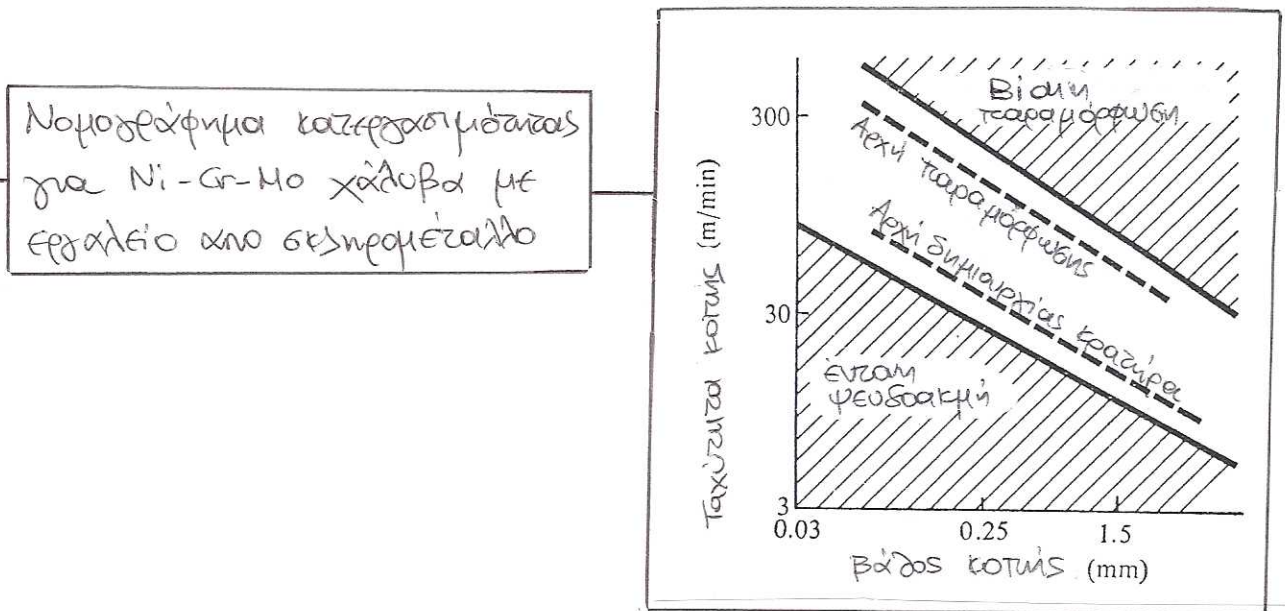 Νομογράφημα κατεργασιμότητας
για Ni-Cr-Mo χάλυβα με
εργαλείο από σκληρομέταλλο
Βίαιη
παραμόρφωση
Αρχή παραμόρφωσης
Αρχή δημιουργίας κρατήρα
έντονη
ψευδοακμή
Ταχύτητα κοπής (m/min)
300
30
3
0.03 0.25 1.5
βάθος κοπής (mm)